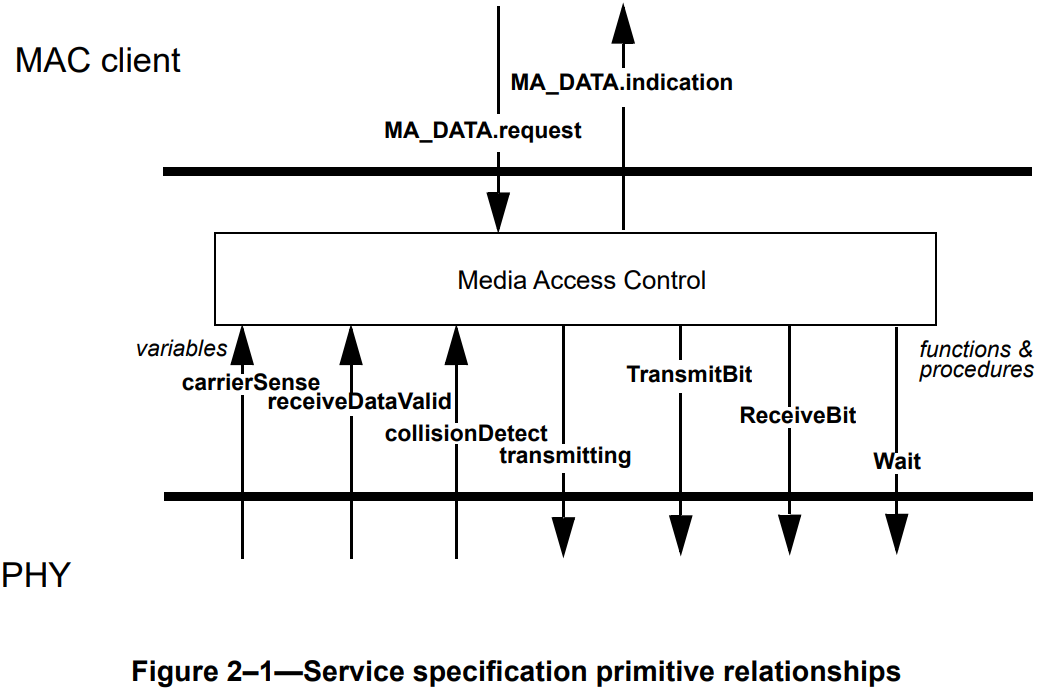 MAC client
MA_DATA.indication
MA_DATA.request
Media Access Control
variables
functions &
procedures
carrierSense
receiveDataValid
collisionDetect
transmitting
TransmitBit
ReceiveBit
Wait
PHY
Figure 2–1—Service specification primitive relationships